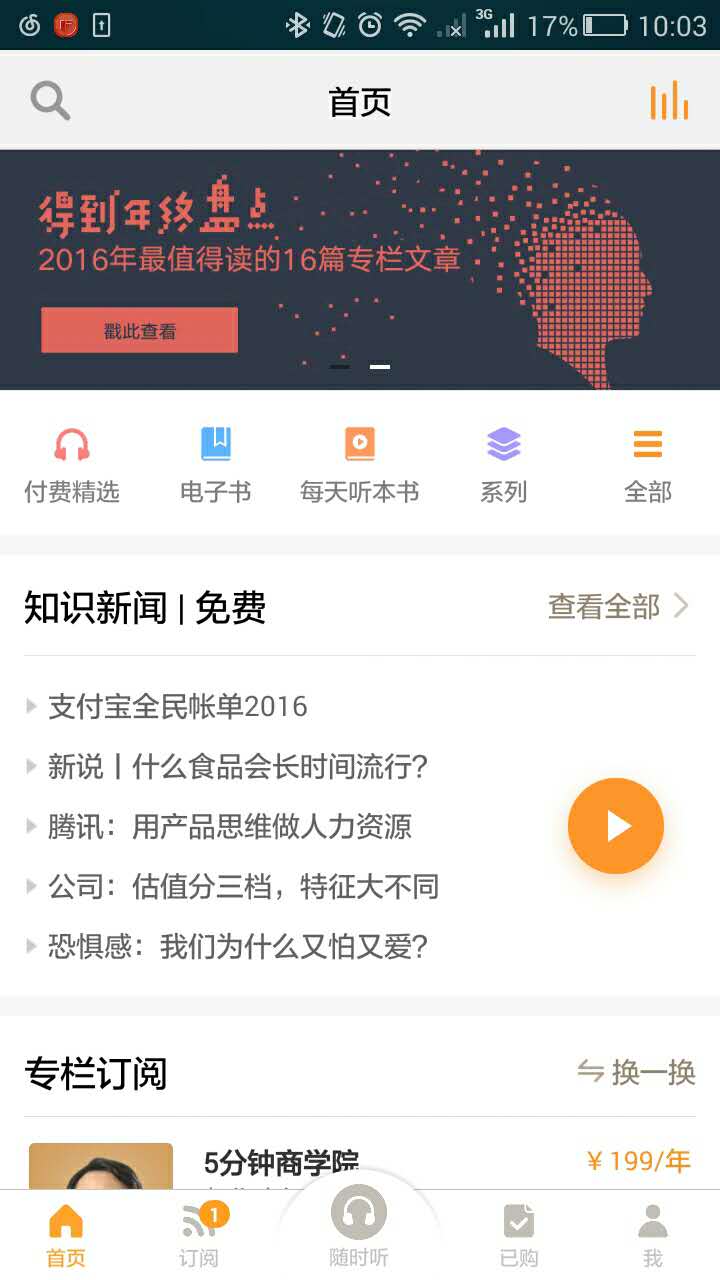 3G 17% 10:03
首页
得到年终盘点
2016年最值得读的16篇专栏文章
戳此查看
付费精选 电子书 每天听本书 系列 全部
知识新闻 | 免费 查看全部
支付宝全民帐单2016
新说丨什么食品会长时间流行?
腾讯：用产品思维做人力资源
公司：估值分三档，特征大不同
恐惧感：我们为什么又怕又爱?
专栏订阅 换一换
5分钟商学院 ¥ 199/年
1
首页 订阅 随时听 已购 我